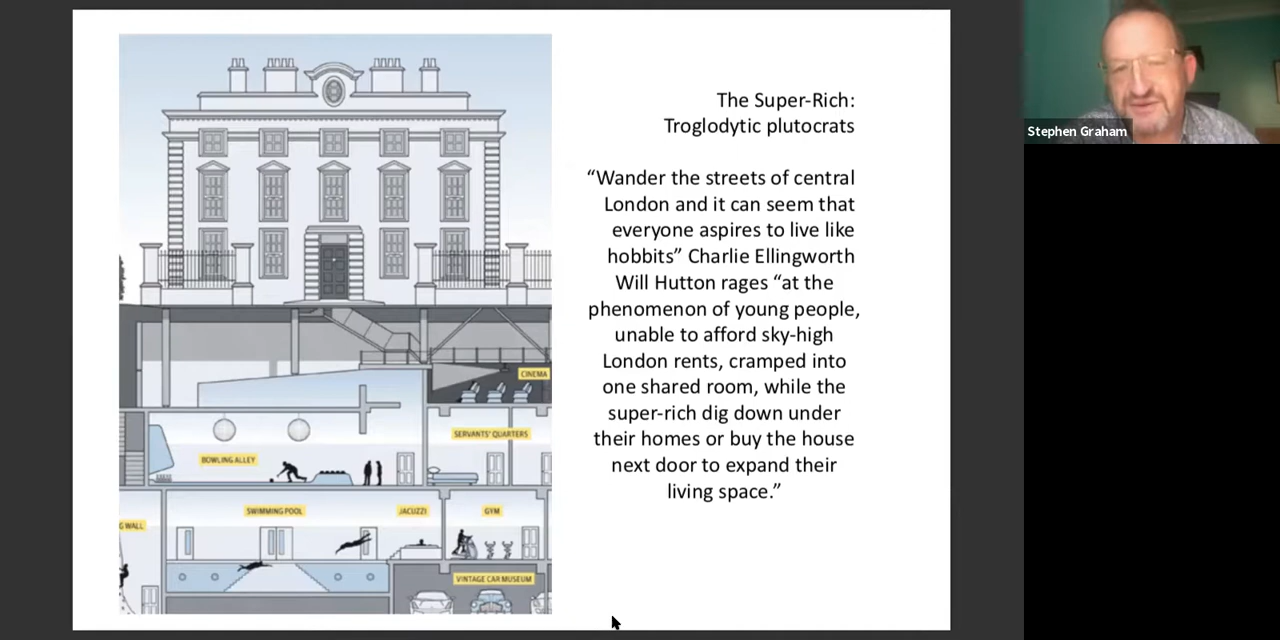 The Super-Rich:
Troglodytic plutocrats
“Wander the streets of central
London and it can seem that
everyone aspires to live like
hobbits” Charlie Ellingworth
Will Hutton rages “at the
phenomenon of young people,
unable to afford sky-high
London rents, cramped into
one shared room, while the
super-rich dig down under
their homes or buy the house
next door to expand their
living space.”
CINEMA
SERVANTS' QUARTERS
BOWLING ALLEY
SWIMMING POOL
JACUZZI
GYM
G WALL
VINTAGE CAR MUSEUM
Stephen Graham